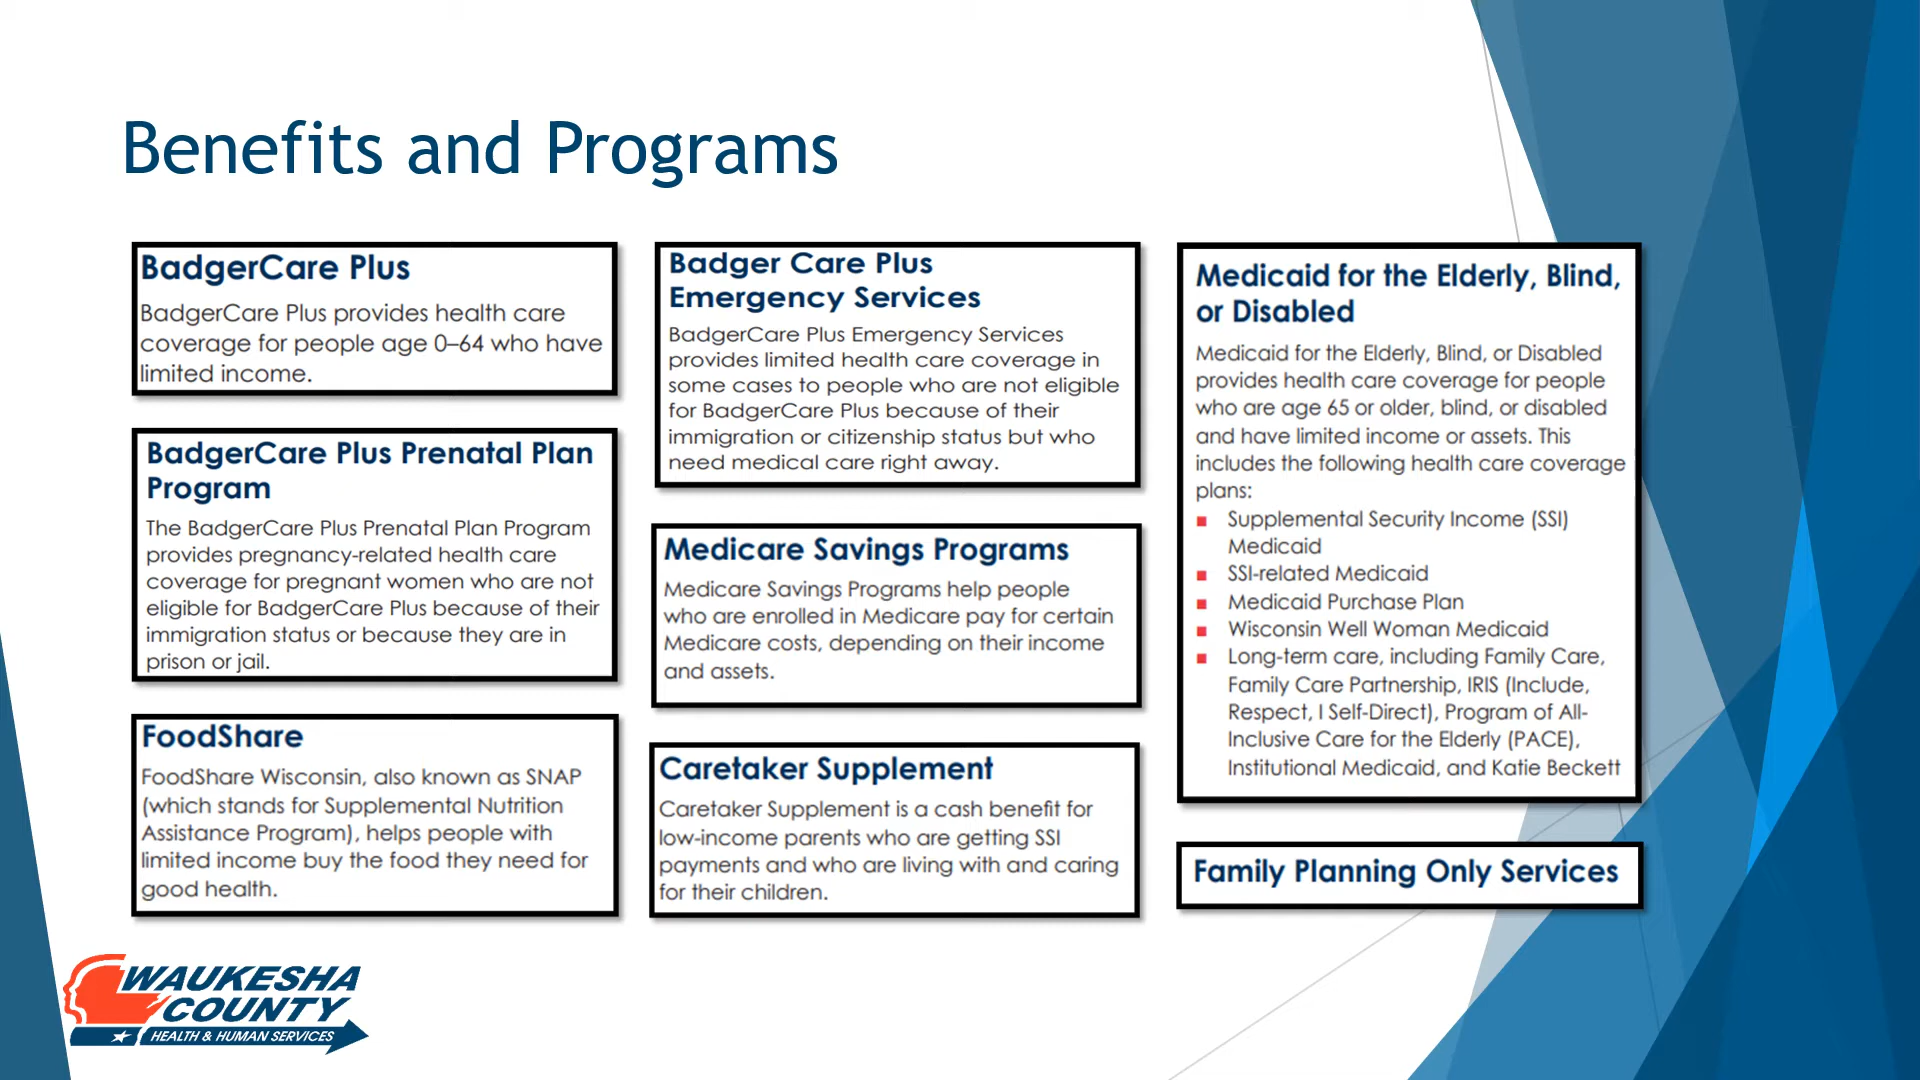 Benefits and Programs
BadgerCare Plus
BadgerCare Plus provides health care
coverage for people age 0–64 who have
limited income.
BadgerCare Plus Prenatal Plan
Program
The BadgerCare Plus Prenatal Plan Program
provides pregnancy-related health care
coverage for pregnant women who are not
eligible for BadgerCare Plus because of their
immigration status or because they are in
prison or jail.
FoodShare
FoodShare Wisconsin, also known as SNAP
(which stands for Supplemental Nutrition
Assistance Program), helps people with
limited income buy the food they need for
good health.
Badger Care Plus
Emergency Services
BadgerCare Plus Emergency Services
provides limited health care coverage in
some cases to people who are not eligible
for BadgerCare Plus because of their
immigration or citizenship status but who
need medical care right away.
Medicare Savings Programs
Medicare Savings Programs help people
who are enrolled in Medicare pay for certain
Medicare costs, depending on their income
and assets.
Caretaker Supplement
Caretaker Supplement is a cash benefit for
low-income parents who are getting SSI
payments and who are living with and caring
for their children.
Medicaid for the Elderly, Blind,
or Disabled
Medicaid for the Elderly, Blind, or Disabled
provides health care coverage for people
who are age 65 or older, blind, or disabled
and have limited income or assets. This
includes the following health care coverage
plans:
Supplemental Security Income (SSI)
Medicaid
SSI-related Medicaid
Medicaid Purchase Plan
Wisconsin Well Woman Medicaid
Long-term care, including Family Care,
Family Care Partnership, IRIS (Include,
Respect, I Self-Direct), Program of All-
Inclusive Care for the Elderly (PACE),
Institutional Medicaid, and Katie Beckett
Family Planning Only Services
WAUKESHA
COUNTY
HEALTH & HUMAN SERVICES